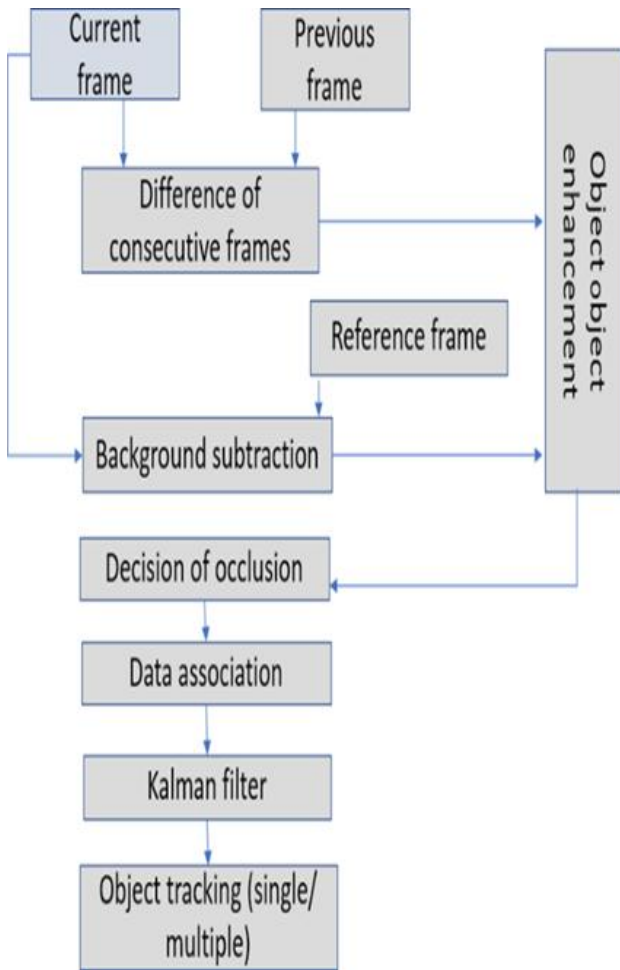 Current
frame
Previous
frame
Difference of
consecutive frames
Object object
enhancement
Reference frame
Background subtraction
Decision of occlusion
Data association
Kalman filter
Object tracking (single/
multiple)